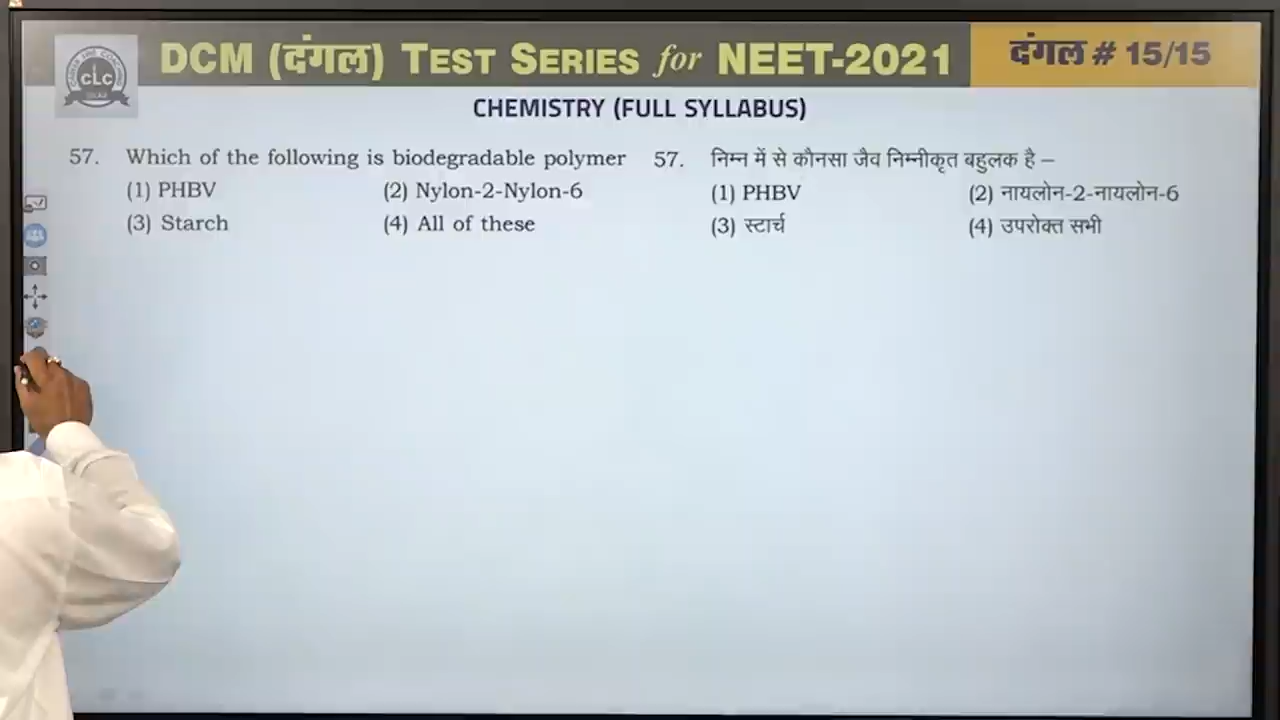 DCM (दंगल) TEST SERIES for NEET-2021
दंगल # 15/15
CLC
CHEMISTRY (FULL SYLLABUS)
57. Which of the following is biodegradable polymer
(1) PHBV (2) Nylon-2-Nylon-6
(3) Starch (4) All of these
57. निम्न में से कौनसा जैव निम्नीकृत बहुलक है –
(1) PHBV (2) नायलोन-2-नायलोन-6
(3) स्टार्च (4) उपरोक्त सभी